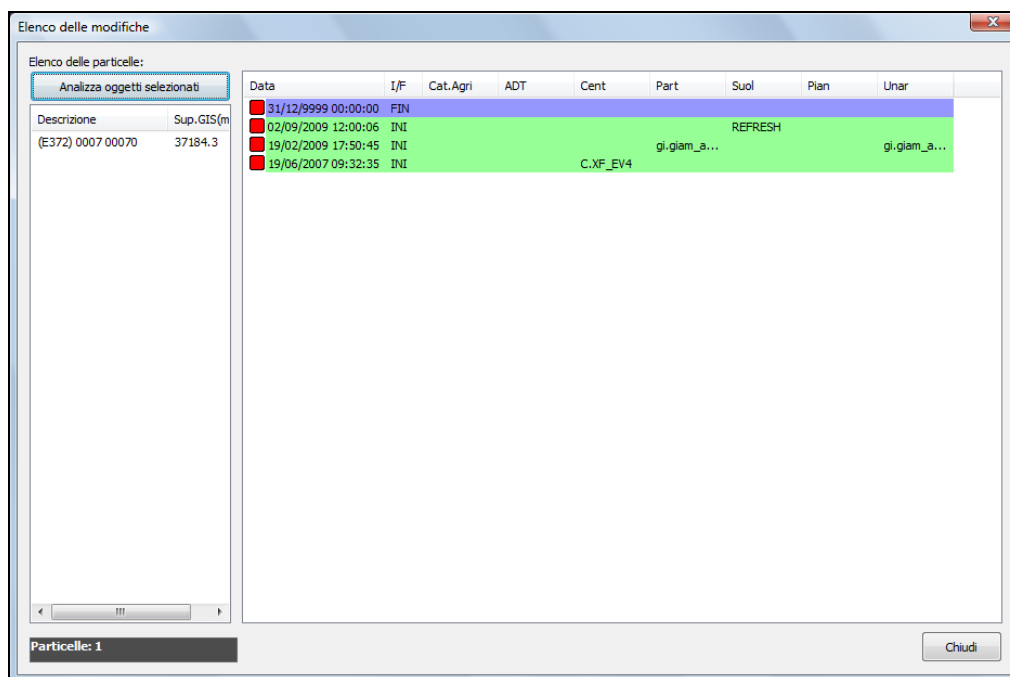 Elenco delle modifiche
Elenco delle particelle:
Analizza oggetti selezionati
Descrizione Sup.GIS(m
(E372) 0007 00070 37184.3
Data I/F Cat.Agri ADT Cent Part Suol Pian Unar
31/12/9999 00:00:00 FIN
02/09/2009 12:00:06 INI REFRESH
19/02/2009 17:50:45 INI gi.giam_a... gi.giam_a...
19/06/2007 09:32:35 INI C.XF_EV4
Particelle: 1
Chiudi